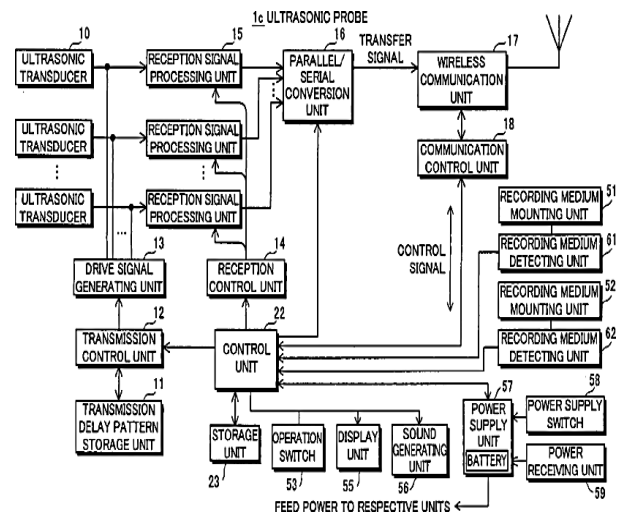 1c ULTRASONIC PROBE
10
ULTRASONIC
TRANSDUCER
15
RECEPTION SIGNAL
PROCESSING UNIT
16
PARALLEL/
SERIAL
CONVERSION
UNIT
TRANSFER
SIGNAL
17
WIRELESS
COMMUNICATION
UNIT
18
COMMUNICATION
CONTROL UNIT
ULTRASONIC
TRANSDUCER
RECEPTION SIGNAL
PROCESSING UNIT
ULTRASONIC
TRANSDUCER
RECEPTION SIGNAL
PROCESSING UNIT
51
RECORDING MEDIUM
MOUNTING UNIT
61
RECORDING MEDIUM
DETECTING UNIT
52
RECORDING MEDIUM
MOUNTING UNIT
62
RECORDING MEDIUM
DETECTING UNIT
CONTROL
SIGNAL
13
DRIVE SIGNAL
GENERATING UNIT
14
RECEPTION
CONTROL UNIT
12
TRANSMISSION
CONTROL UNIT
22
CONTROL
UNIT
11
TRANSMISSION
DELAY PATTERN
STORAGE UNIT
STORAGE
UNIT
23
OPERATION
SWITCH
53
DISPLAY
UNIT
55
SOUND
GENERATING
UNIT
56
57
POWER
SUPPLY
UNIT
BATTERY
58
POWER SUPPLY
SWITCH
POWER
RECEIVING UNIT
59
FEED POWER TO RESPECTIVE UNITS